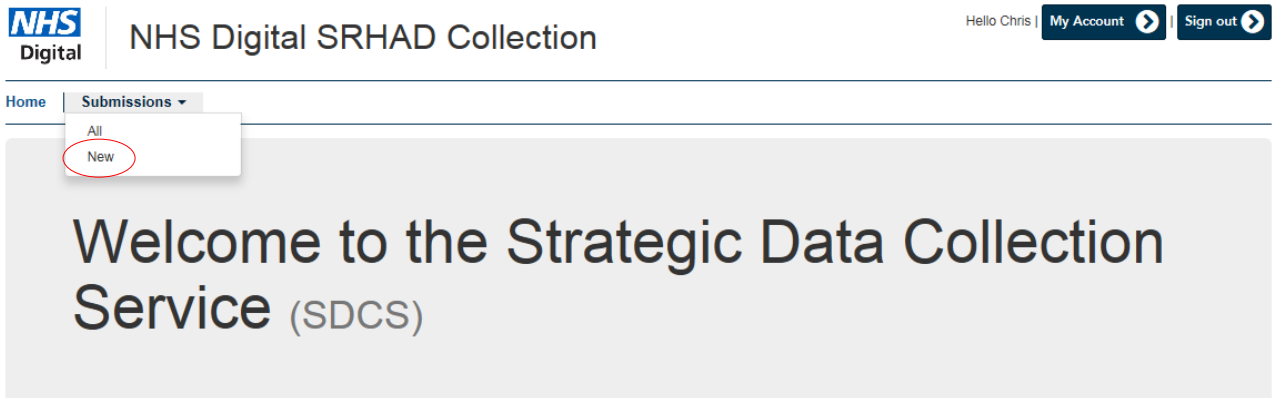 NHS
Digital
NHS Digital SRHAD Collection
Hello Chris | My Account | Sign out
Home | Submissions
All
New
Welcome to the Strategic Data Collection
Service (SDCS)